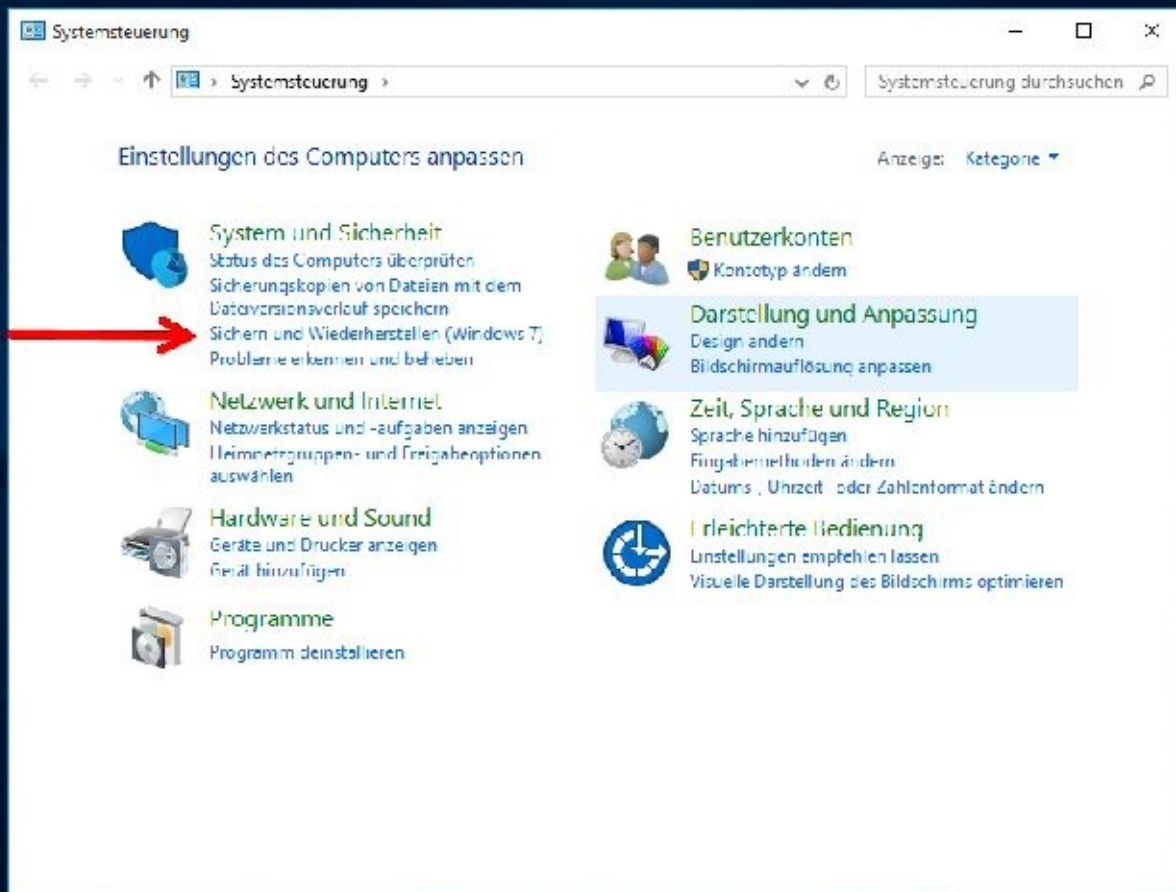 Systemsteuerung
Systemsteuerung
Systemsteuerung durchsuchen
Einstellungen des Computers anpassen
Anzeige: Kategorie
System und Sicherheit
Status des Computers überprüfen
Sicherungskopien von Dateien mit dem
Dateiversionsverlauf speichern
Sichern und Wiederherstellen (Windows 7)
Probleme erkennen und beheben
Netzwerk und Internet
Netzwerkstatus und -aufgaben anzeigen
Heimnetzgruppen- und Freigabeoptionen
auswählen
Hardware und Sound
Geräte und Drucker anzeigen
Gerät hinzufügen
Programme
Programm deinstallieren
Benutzerkonten
Kontotyp ändern
Darstellung und Anpassung
Design ändern
Bildschirmauflösung anpassen
Zeit, Sprache und Region
Sprache hinzufügen
Eingabemethoden ändern
Datums-, Uhrzeit- oder Zahlenformat ändern
Erleichterte Bedienung
Einstellungen empfehlen lassen
Visuelle Darstellung des Bildschirms optimieren